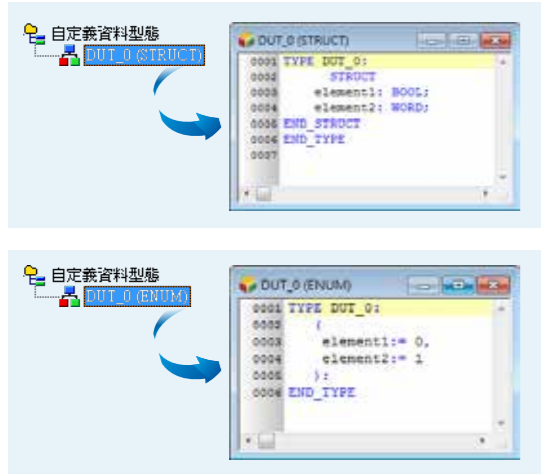 自定義資料型態
DUT_0 (STRUCT)
DUT_0 (STRUCT)
0001 TYPE DUT_0:
0002 STRUCT
0003 element1: BOOL;
0004 element2: WORD;
0005 END_STRUCT
0006 END_TYPE
0007
自定義資料型態
DUT_0 (ENUM)
DUT_0 (ENUM)
0001 TYPE DUT_0:
0002 (
0003 element1:= 0,
0004 element2:= 1
0005 );
0006 END_TYPE